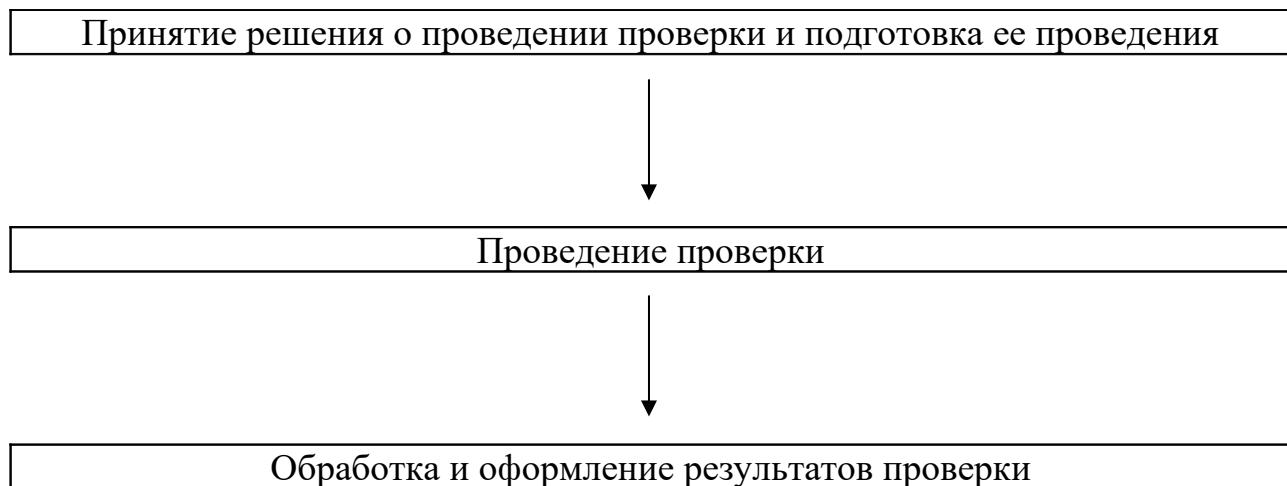 Принятие решения о проведении проверки и подготовка ее проведения
Проведение проверки
Обработка и оформление результатов проверки